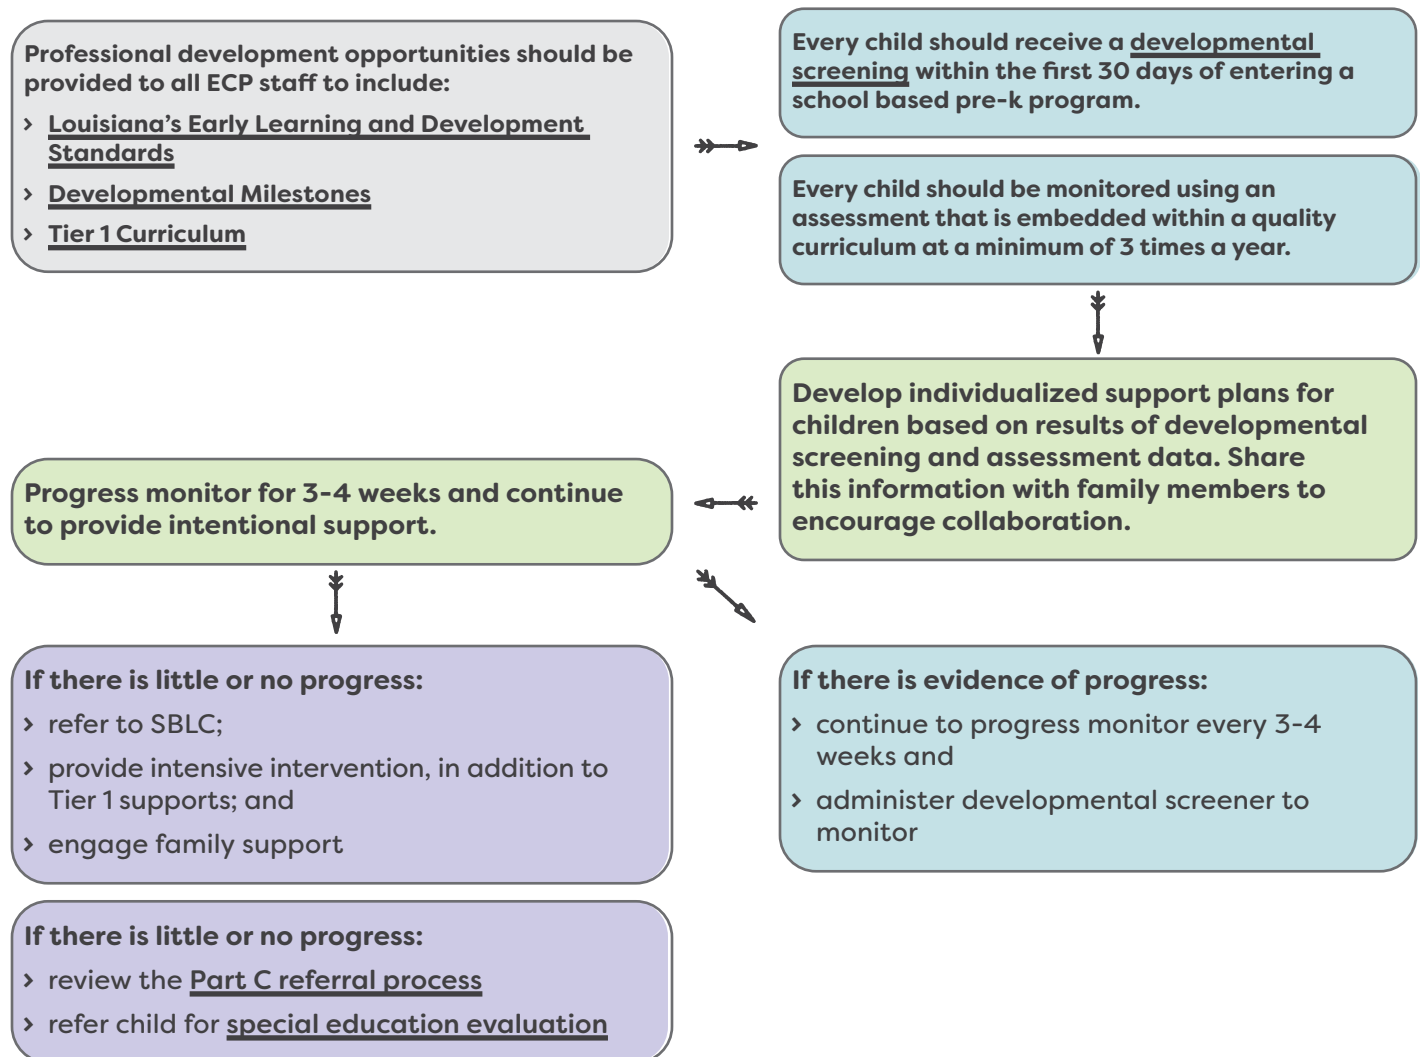 Professional development opportunities should be
provided to all ECP staff to include:
› Louisiana’s Early Learning and Development
Standards
› Developmental Milestones
› Tier 1 Curriculum
Every child should receive a developmental
screening within the first 30 days of entering a
school based pre-k program.
Every child should be monitored using an
assessment that is embedded within a quality
curriculum at a minimum of 3 times a year.
Develop individualized support plans for
children based on results of developmental
screening and assessment data. Share
this information with family members to
encourage collaboration.
Progress monitor for 3-4 weeks and continue
to provide intentional support.
If there is little or no progress:
› refer to SBLC;
› provide intensive intervention, in addition to
Tier 1 supports; and
› engage family support
If there is evidence of progress:
› continue to progress monitor every 3-4
weeks and
› administer developmental screener to
monitor
If there is little or no progress:
› review the Part C referral process
› refer child for special education evaluation